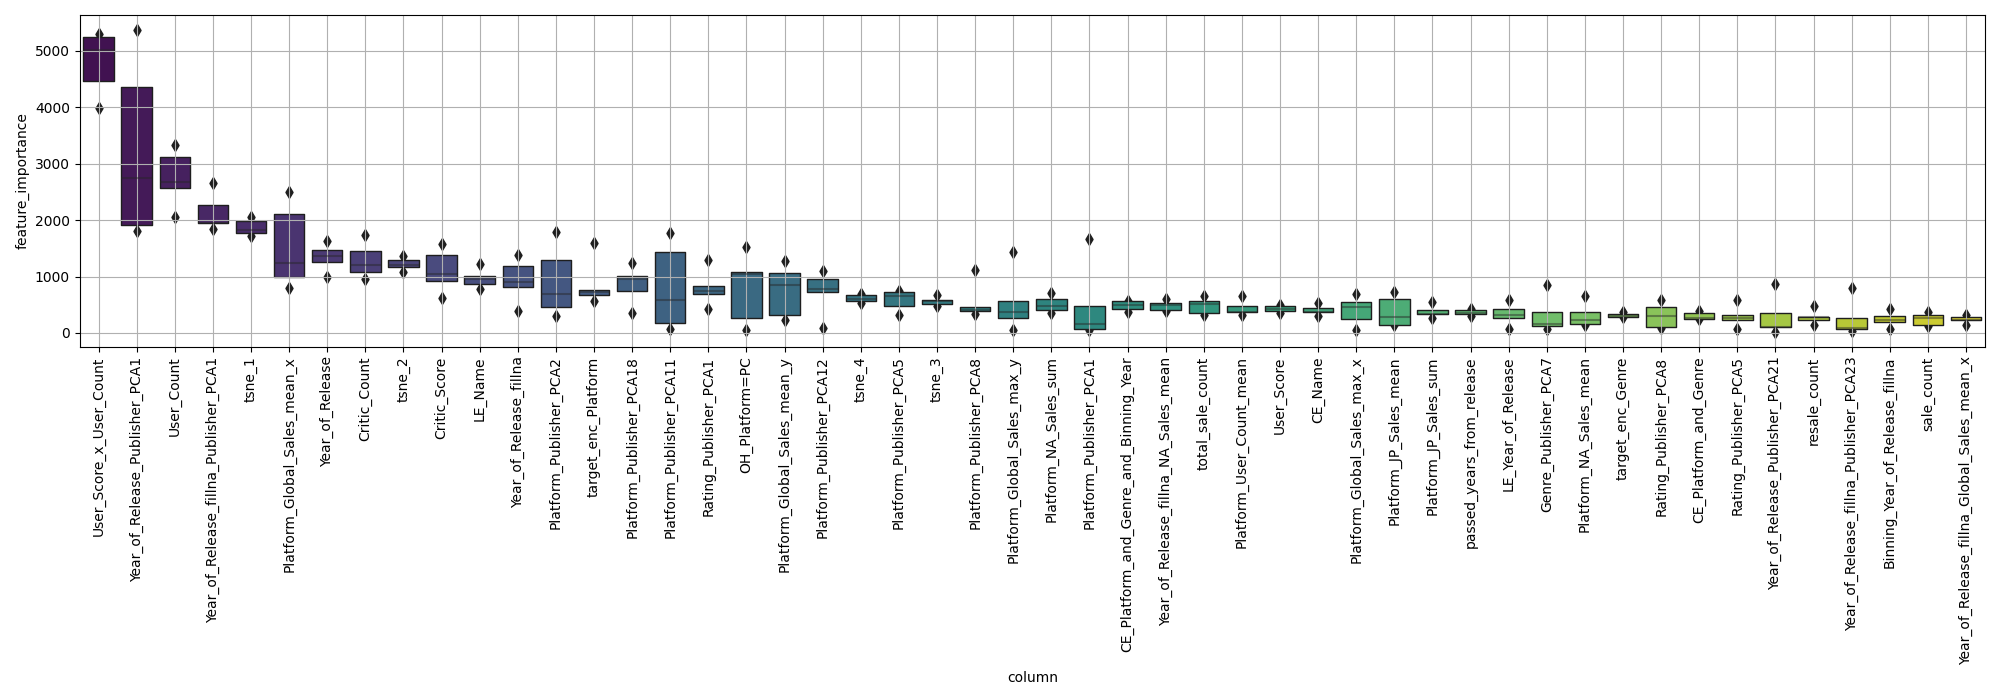 feature_importance
5000
4000
3000
2000
1000
0
User_Score_x_User_Count
Year_of_Release_Publisher_PCA1
User_Count
Year_of_Release_fillna_Publisher_PCA1
tsne_1
Platform_Global_Sales_mean_x
Year_of_Release
Critic_Count
tsne_2
Critic_Score
LE_Name
Year_of_Release_fillna
Platform_Publisher_PCA2
target_enc_Platform
Platform_Publisher_PCA18
Platform_Publisher_PCA11
Rating_Publisher_PCA1
OH_Platform=PC
Platform_Global_Sales_mean_y
Platform_Publisher_PCA12
tsne_4
Platform_Publisher_PCA5
tsne_3
Platform_Publisher_PCA8
Platform_Global_Sales_max_y
Platform_NA_Sales_sum
Platform_Publisher_PCA1
CE_Platform_and_Genre_and_Binning_Year
Year_of_Release_fillna_NA_Sales_mean
total_sale_count
Platform_User_Count_mean
User_Score
CE_Name
Platform_Global_Sales_max_x
Platform_JP_Sales_mean
Platform_JP_Sales_sum
passed_years_from_release
LE_Year_of_Release
Genre_Publisher_PCA7
Platform_NA_Sales_mean
target_enc_Genre
Rating_Publisher_PCA8
CE_Platform_and_Genre
Rating_Publisher_PCA5
Year_of_Release_Publisher_PCA21
resale_count
Year_of_Release_fillna_Publisher_PCA23
Binning_Year_of_Release_fillna
sale_count
Year_of_Release_fillna_Global_Sales_mean_x
column